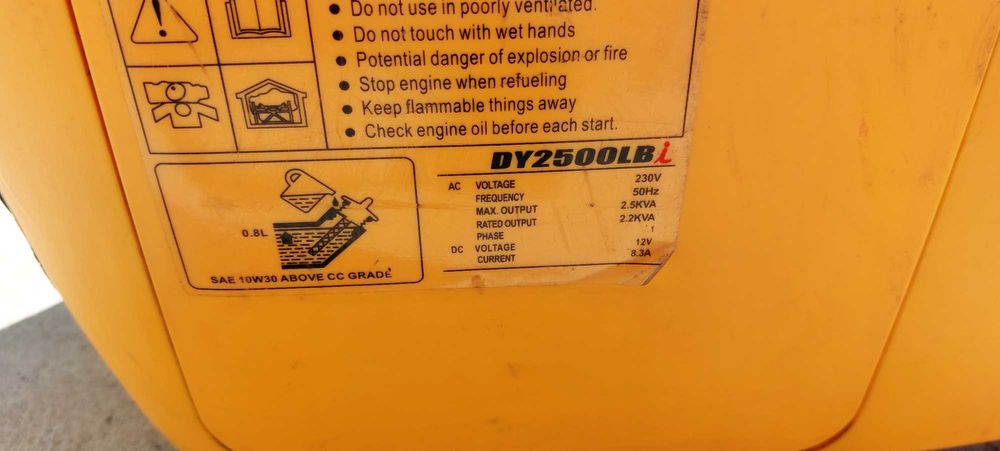 ● Do not use in poorly ventilated.
● Do not touch with wet hands
● Potential danger of explosion or fire
● Stop engine when refueling
● Keep flammable things away
● Check engine oil before each start.
DY2500LBi
AC VOLTAGE 230V
FREQUENCY 50Hz
MAX. OUTPUT 2.5KVA
RATED OUTPUT 2.2KVA
PHASE 1
DC VOLTAGE 12V
CURRENT 8.3A
0.8L
SAE 10W30 ABOVE CC GRADE